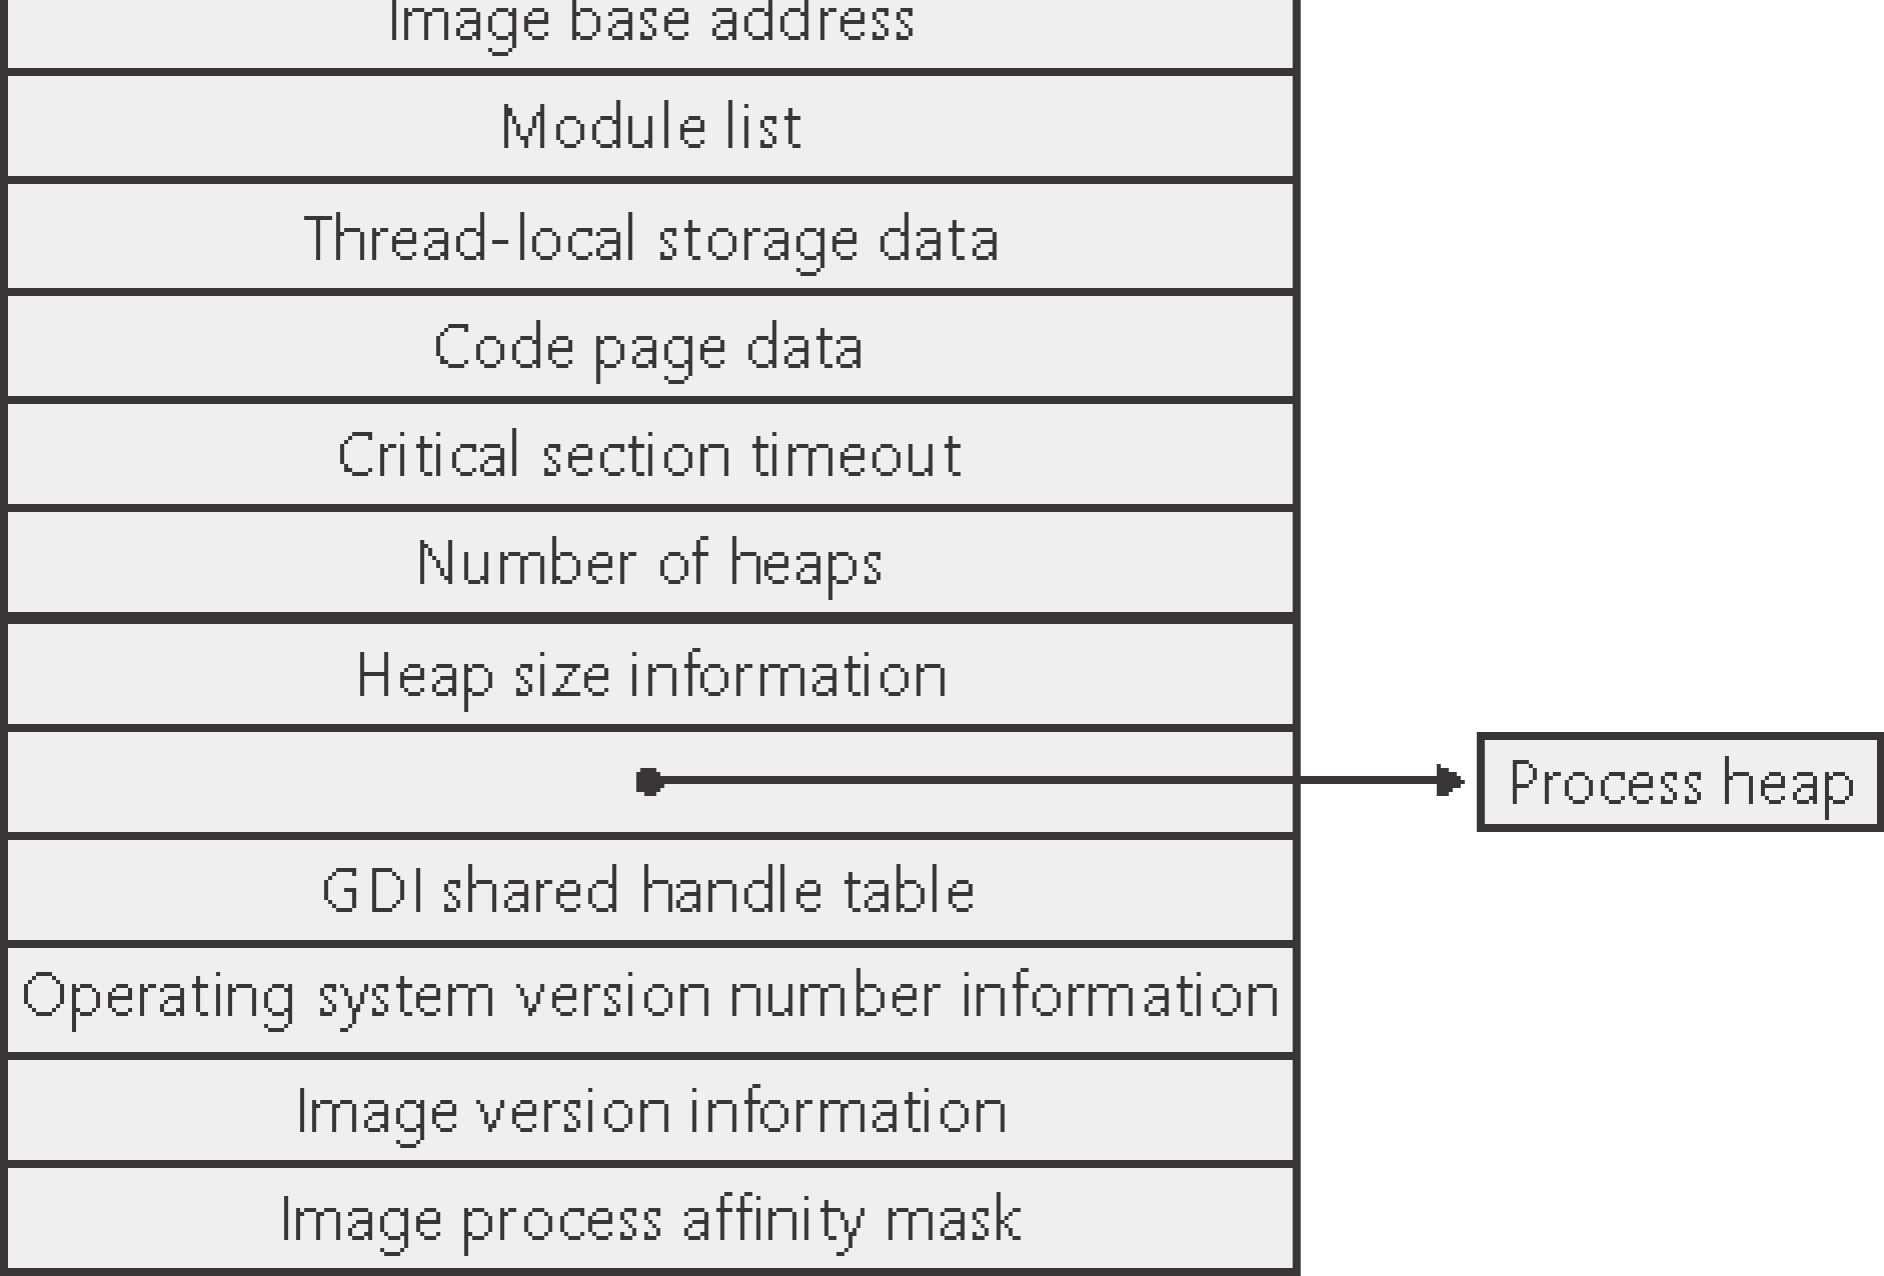 Image base address
Module list
Thread-local storage data
Code page data
Critical section timeout
Number of heaps
Heap size information
Process heap
GDI shared handle table
Operating system version number information
Image version information
Image process affinity mask